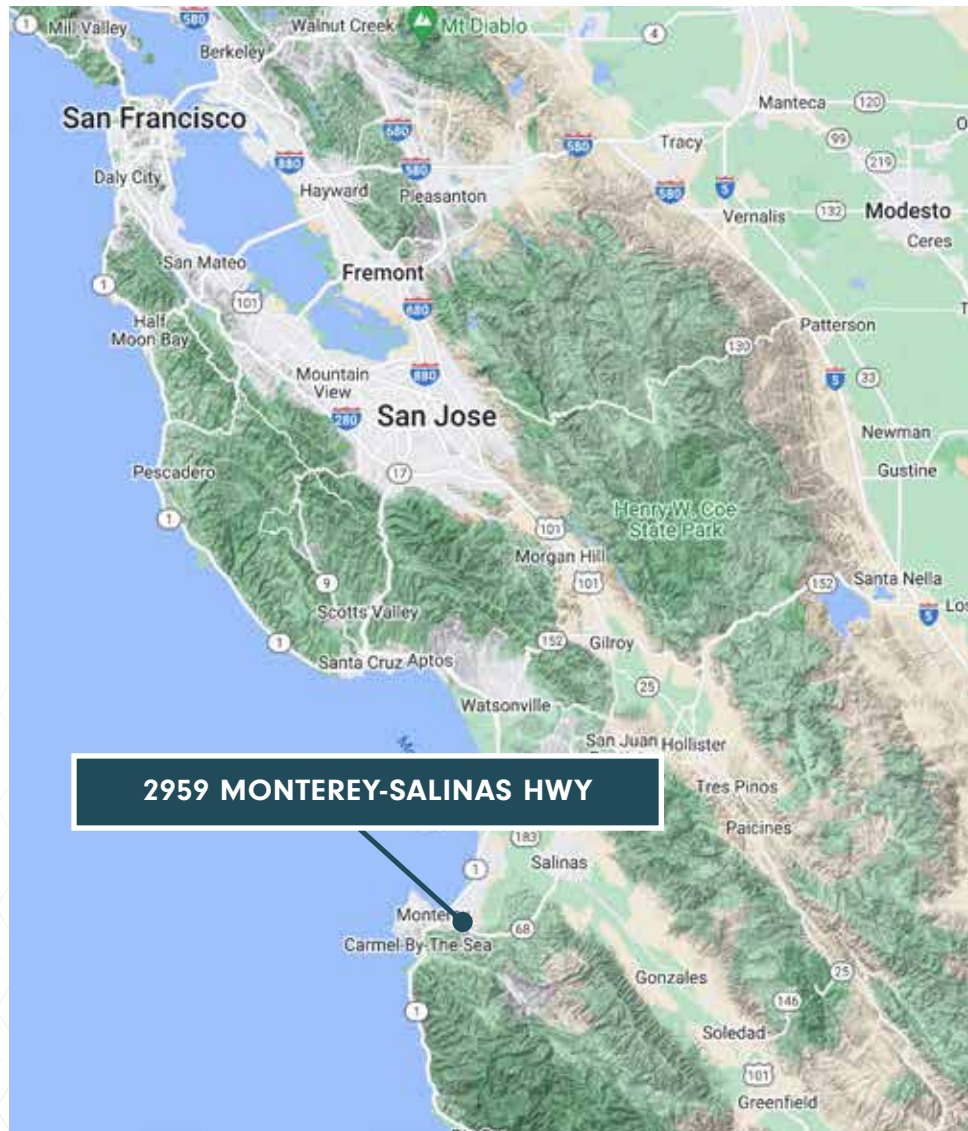 1
Mill Valley
580
Walnut Creek
Mt Diablo
4
Berkeley
San Francisco
Manteca
120
680
580
Tracy
99
Daly City
880
580
219
Hayward
Pleasanton
580
5
Vernalis
132
Modesto
Ceres
San Mateo
Fremont
1
101
680
Half
Moon Bay
Patterson
130
Mountain
View
880
5
33
280
San Jose
Newman
17
Pescadero
Gustine
1
Henry W. Coe
State Park
101
Morgan Hill
101
152
Santa Nella
9
5
Los
Scotts Valley
1
152
Gilroy
Santa Cruz
Aptos
25
Watsonville
San Juan
Hollister
2959 MONTEREY-SALINAS HWY
Tres Pinos
Paicines
183
1
Salinas
Monterey
68
Carmel-By-The-Sea
Gonzales
25
1
146
Soledad
101
Greenfield